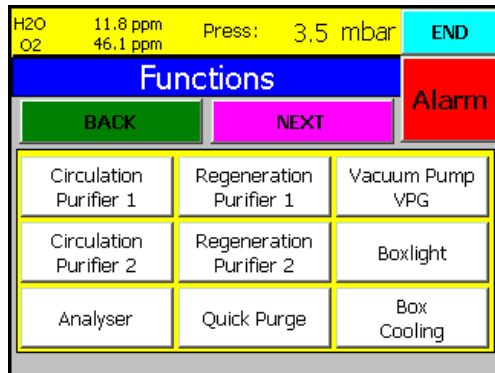 H2O 11.8 ppm
O2 46.1 ppm
Press: 3.5 mbar
END
Functions
Alarm
BACK
NEXT
Circulation
Purifier 1
Regeneration
Purifier 1
Vacuum Pump
VPG
Circulation
Purifier 2
Regeneration
Purifier 2
Boxlight
Analyser
Quick Purge
Box
Cooling